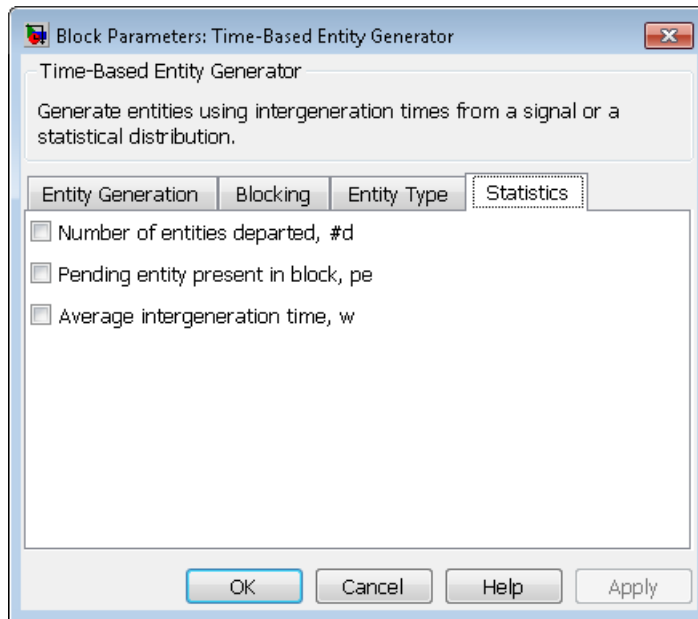 Block Parameters: Time-Based Entity Generator
Time-Based Entity Generator
Generate entities using intergeneration times from a signal or a
statistical distribution.
Entity Generation Blocking Entity Type Statistics
Number of entities departed, #d
Pending entity present in block, pe
Average intergeneration time, w
OK Cancel Help Apply